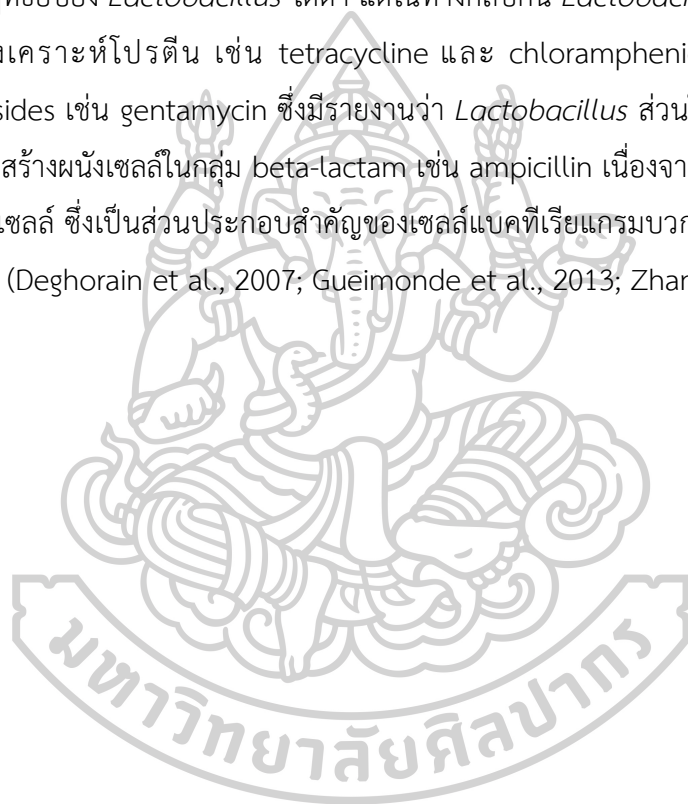 Lactobacillus ได้ดี แต่ในทางกลับกัน
งเคราะห์โปรตีน เช่น tetracycline และ chlorampheni
sides เช่น gentamycin ซึ่งมีรายงานว่า Lactobacillus ส่วน
สร้างผนังเซลล์ในกลุ่ม beta-lactam เช่น ampicillin เนื่องจา
เซลล์ ซึ่งเป็นส่วนประกอบสำคัญของเซลล์แบคทีเรียแกรมบวก
(Deghorain et al., 2007; Gueimonde et al., 2013; Zhan
มหาวิทยาลัยศิลปากร